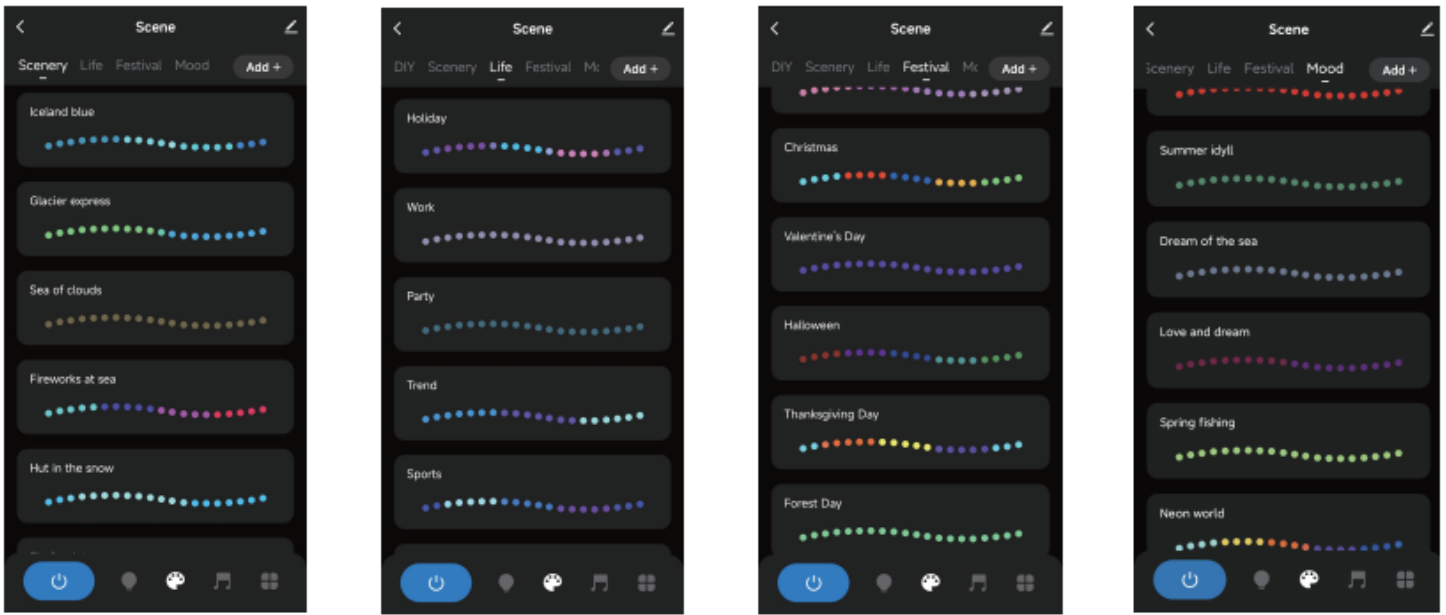 Scene
Scenery Life Festival Mood Add +
Iceland blue
Glacier express
Sea of clouds
Fireworks at sea
Hut in the snow
Scene
DIY Scenery Life Festival Mc Add +
Holiday
Work
Party
Trend
Sports
Scene
DIY Scenery Life Festival Mc Add +
Christmas
Valentine's Day
Halloween
Thanksgiving Day
Forest Day
Scene
Scenery Life Festival Mood Add +
Summer idyll
Dream of the sea
Love and dream
Spring fishing
Neon world